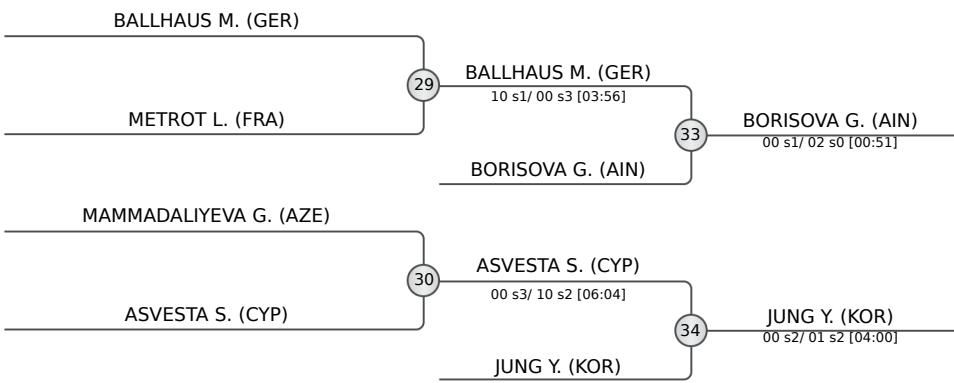 BALLHAUS M. (GER)
29
BALLHAUS M. (GER)
10 s1/ 00 s3 [03:56]
METROT L. (FRA)
33
BORISOVA G. (AIN)
00 s1/ 02 s0 [00:51]
BORISOVA G. (AIN)
MAMMADALIYEVA G. (AZE)
30
ASVESTA S. (CYP)
00 s3/ 10 s2 [06:04]
ASVESTA S. (CYP)
34
JUNG Y. (KOR)
00 s2/ 01 s2 [04:00]
JUNG Y. (KOR)